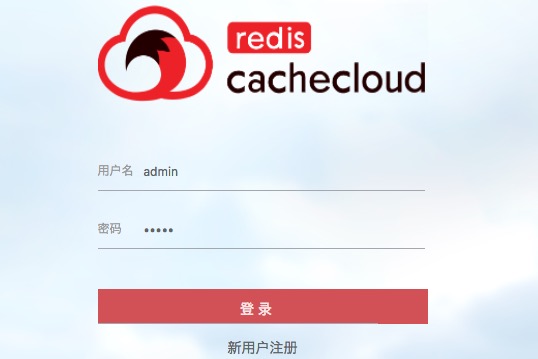 redis
cachecloud
用户名 admin
密码 •••••
登录
新用户注册